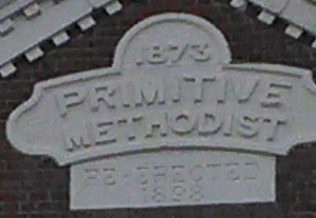 1873
PRIMITIVE
METHODIST
RE-ERECTED
1898